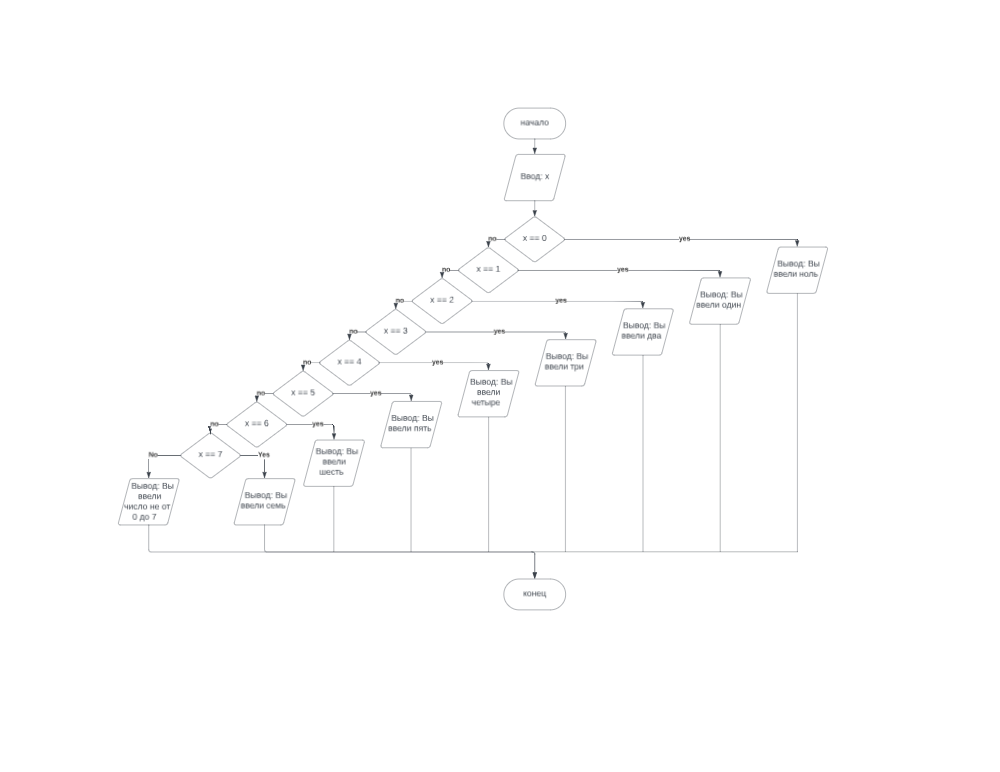 начало
Ввод: x
x == 0
no
yes
Вывод: Вы
ввели ноль
x == 1
no
yes
Вывод: Вы
ввели один
x == 2
no
yes
Вывод: Вы
ввели два
x == 3
no
yes
Вывод: Вы
ввели три
x == 4
no
yes
Вывод: Вы
ввели
четыре
x == 5
no
yes
Вывод: Вы
ввели пять
x == 6
no
yes
Вывод: Вы
ввели
шесть
x == 7
No
Yes
Вывод: Вы
ввели
число не от
0 до 7
Вывод: Вы
ввели семь
конец